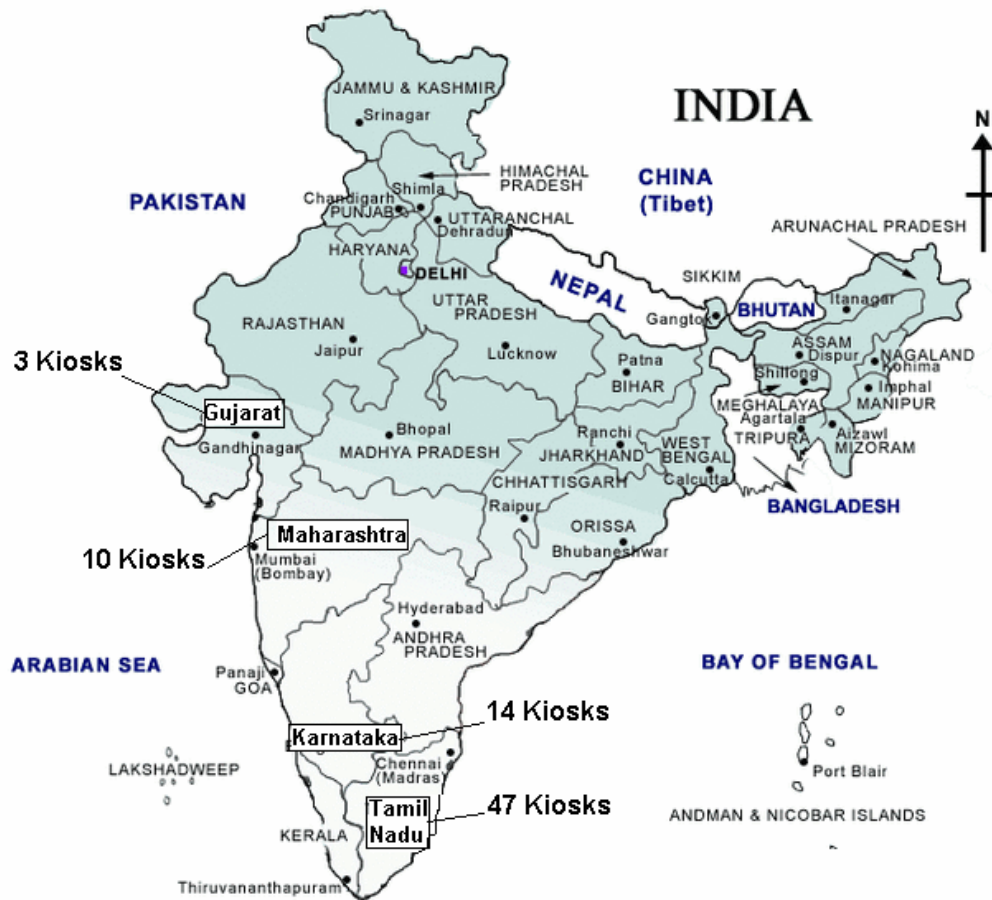 INDIA
N
JAMMU & KASHMIR
Srinagar
HIMACHAL
PRADESH
CHINA
(Tibet)
PAKISTAN
Shimla
Chandigarh
PUNJAB
UTTARANCHAL
Dehradun
ARUNACHAL PRADESH
HARYANA
DELHI
NEPAL
SIKKIM
BHUTAN
Itanagar
Gangtok
UTTAR
PRADESH
RAJASTHAN
Jaipur
Lucknow
Patna
BIHAR
ASSAM
Dispur
NAGALAND
Kohima
Shillong
Imphal
MANIPUR
MEGHALAYA
Agartala
TRIPURA
Aizawl
MIZORAM
3 Kiosks
Gujarat
Gandhinagar
Bhopal
MADHYA PRADESH
Ranchi
JHARKHAND
WEST
BENGAL
Calcutta
CHHATTISGARH
Raipur
BANGLADESH
ORISSA
Bhubaneshwar
Maharashtra
10 Kiosks
Mumbai
(Bombay)
Hyderabad
ANDHRA
PRADESH
ARABIAN SEA
BAY OF BENGAL
Panaji
GOA
14 Kiosks
Karnataka
Chennai
(Madras)
LAKSHADWEEP
Port Blair
47 Kiosks
Tamil
Nadu
ANDMAN & NICOBAR ISLANDS
KERALA
Thiruvananthapuram